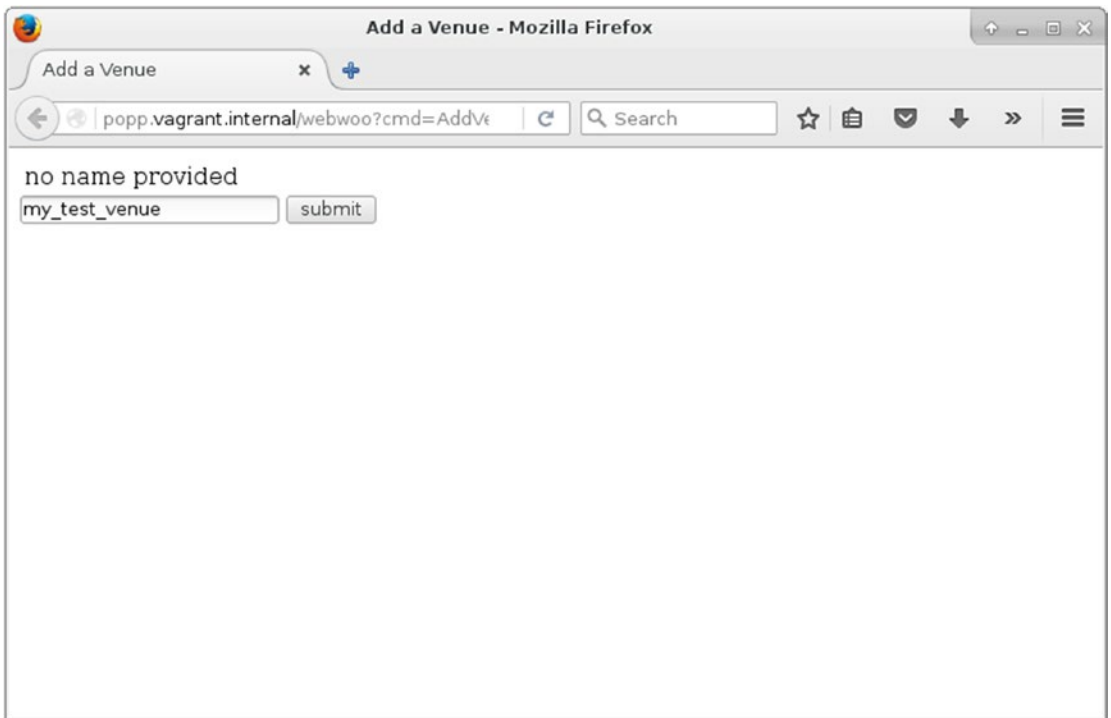 Add a Venue - Mozilla Firefox
Add a Venue
popp.vagrant.internal/webwoo?cmd=AddVe
Search
no name provided
my_test_venue submit